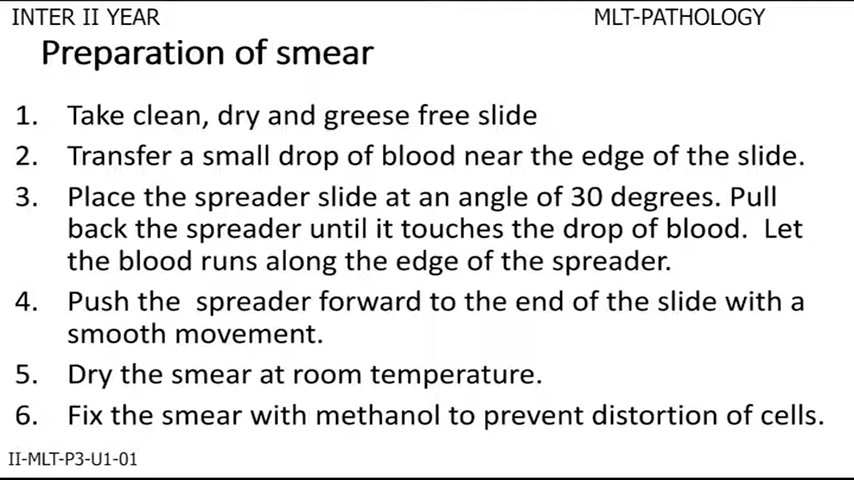 INTER II YEAR
MLT-PATHOLOGY
Preparation of smear
1. Take clean, dry and greese free slide
2. Transfer a small drop of blood near the edge of the slide.
3. Place the spreader slide at an angle of 30 degrees. Pull
back the spreader until it touches the drop of blood.  Let
the blood runs along the edge of the spreader.
4. Push the  spreader forward to the end of the slide with a
smooth movement.
5. Dry the smear at room temperature.
6. Fix the smear with methanol to prevent distortion of cells.
II-MLT-P3-U1-01